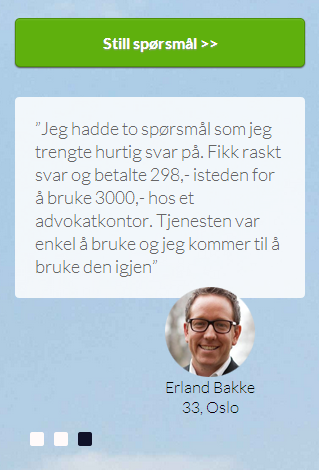 Still spørsmål >>
”Jeg hadde to spørsmål som jeg
trengte hurtig svar på. Fikk raskt
svar og betalte 298,- isteden for
å bruke 3000,- hos et
advokatkontor. Tjenesten var
enkel å bruke og jeg kommer til å
bruke den igjen”
Erland Bakke
33, Oslo